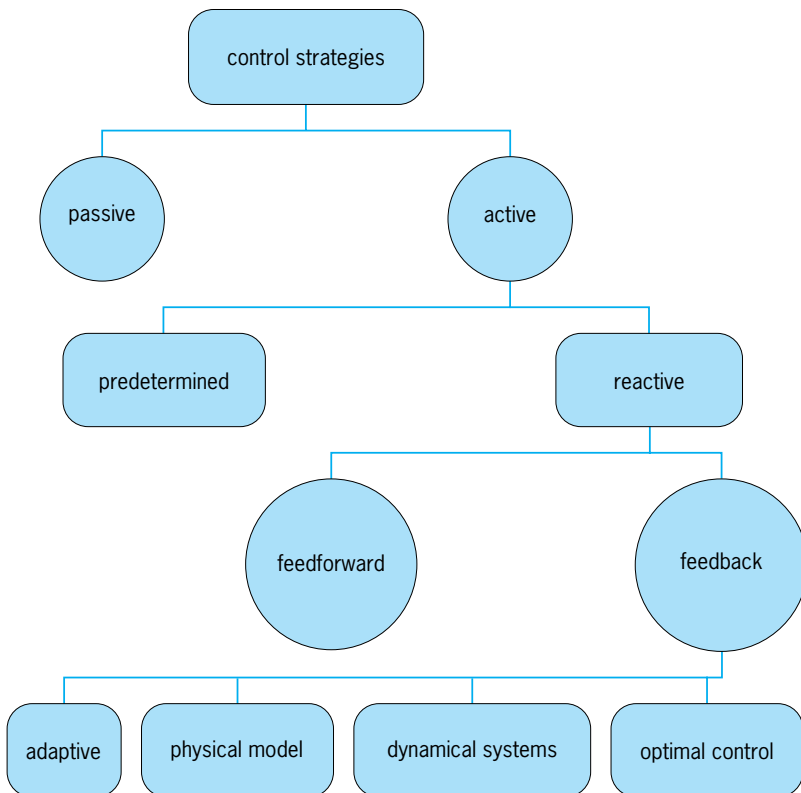 control strategies
passive
active
predetermined
reactive
feedforward
feedback
adaptive
physical model
dynamical systems
optimal control